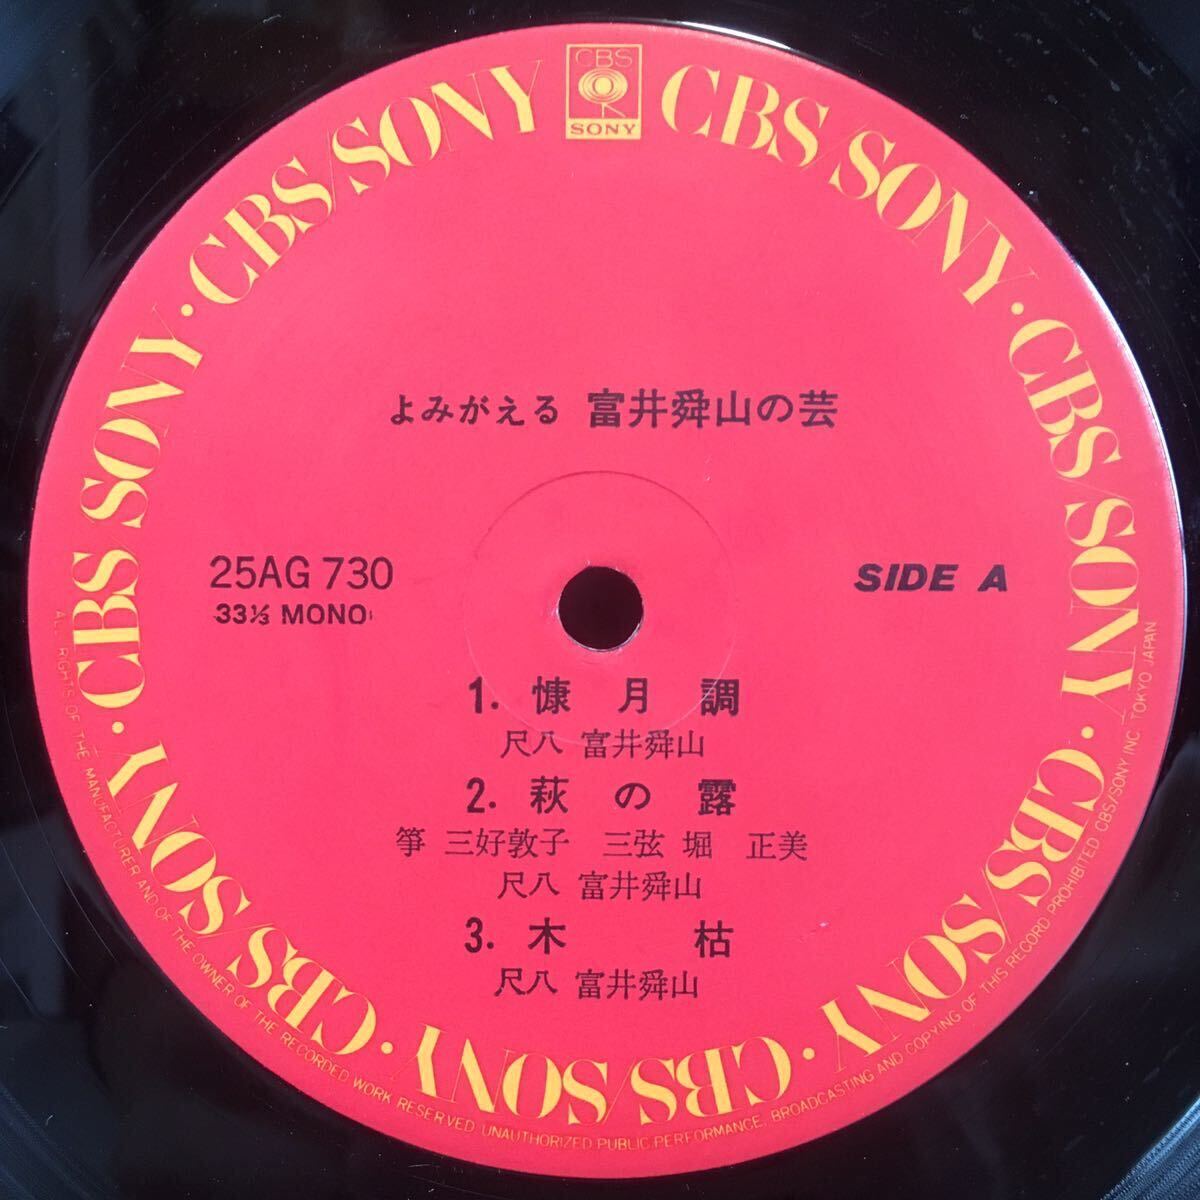 CBS
SONY
CBS/SONY・CBS/SONY・CBS/SONY・CBS/SONY・CBS/SONY・CBS/SONY・CBS/SONY・CBS/SONY
よみがえる 富井舜山の芸
25AG 730
33⅓ MONO
SIDE A
1. 慷月調
尺八 富井舜山
2. 萩の露
箏 三好敦子 三弦 堀 正美
尺八 富井舜山
3. 木枯
尺八 富井舜山
ALL RIGHTS OF THE MANUFACTURER AND OF THE OWNER OF THE RECORDED WORK RESERVED UNAUTHORIZED PUBLIC PERFORMANCE, BROADCASTING AND COPYING OF THIS RECORD PROHIBITED CBS/SONY INC. TOKYO JAPAN